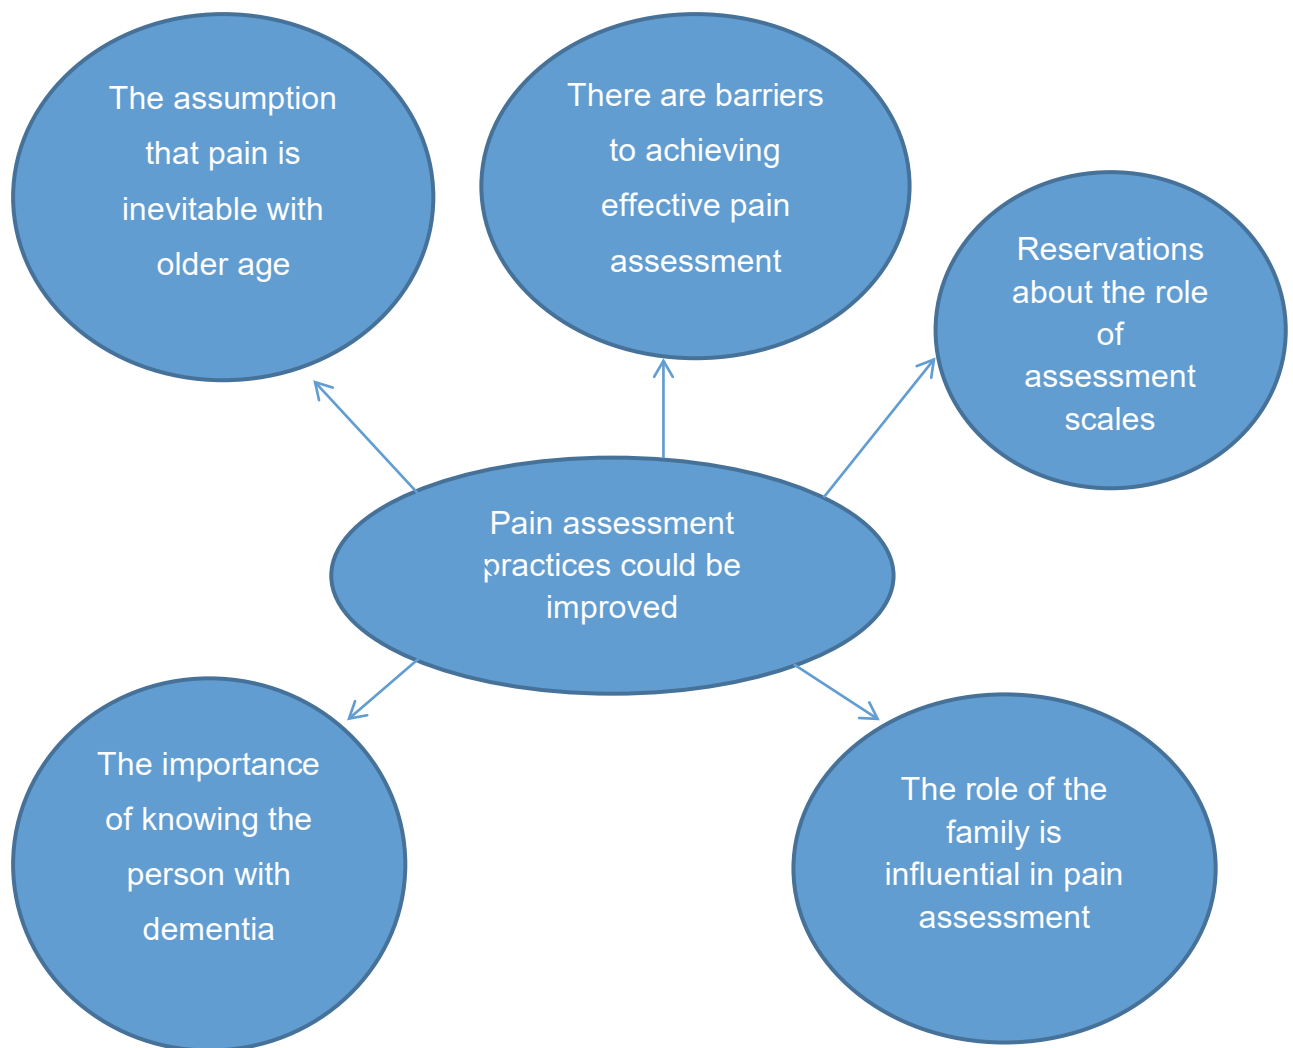 The assumption
that pain is
inevitable with
older age
There are barriers
to achieving
effective pain
assessment
Reservations
about the role
of
assessment
scales
Pain assessment
practices could be
improved
The importance
of knowing the
person with
dementia
The role of the
family is
influential in pain
assessment